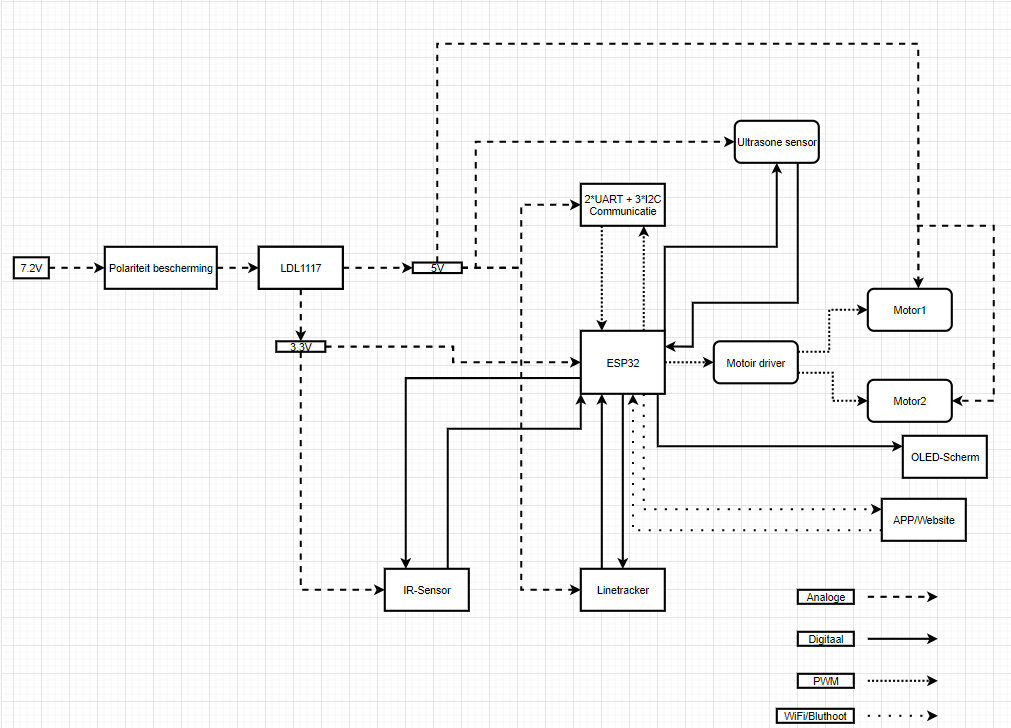 Ultrasone sensor
2*UART + 3*I2C
Communicatie
7.2V
Polariteit bescherming
LDL1117
5V
Motor1
3.3V
ESP32
Motoir driver
Motor2
OLED-Scherm
APP/Website
IR-Sensor
Linetracker
Analoge
Digitaal
PWM
WiFi/Bluthoot